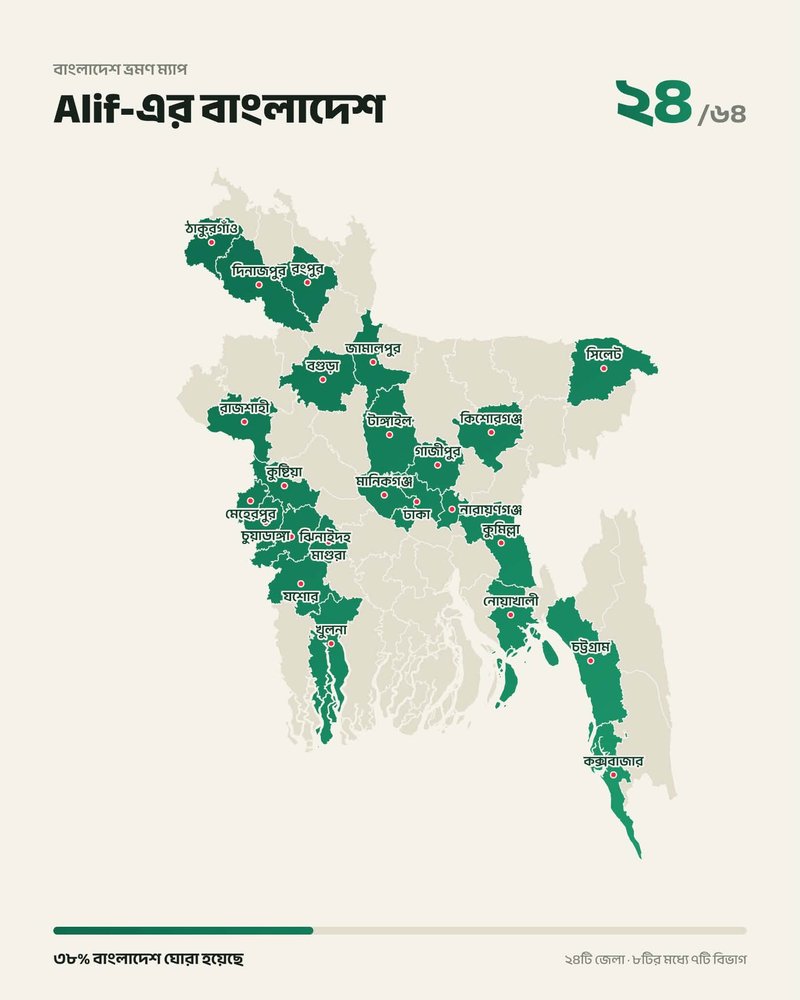 বাংলাদেশ ভ্রমণ ম্যাপ
Alif-এর বাংলাদেশ
২৪/৬৪
ঠাকুরগাঁও
দিনাজপুর রংপুর
জামালপুর
সিলেট
বগুড়া
রাজশাহী
টাঙ্গাইল
কিশোরগঞ্জ
গাজীপুর
কুষ্টিয়া
মানিকগঞ্জ
মেহেরপুর
ঢাকা
নারায়ণগঞ্জ
কুমিল্লা
চুয়াডাঙ্গা
ঝিনাইদহ
মাগুরা
যশোর
নোয়াখালী
খুলনা
চট্টগ্রাম
কক্সবাজার
৩৮% বাংলাদেশ ঘোরা হয়েছে
২৪টি জেলা · ৮টির মধ্যে ৭টি বিভাগ